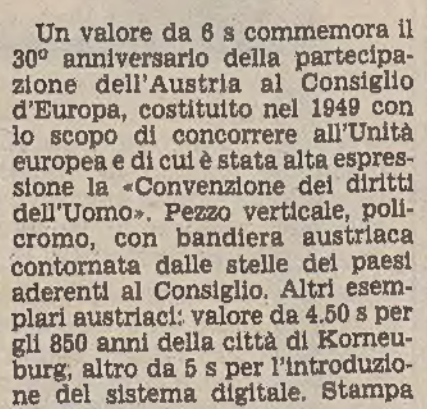 Un valore da 6 s commemora il
30º anniversario della partecipa-
zione dell'Austria al Consiglio
d'Europa, costituito nel 1949 con
lo scopo di concorrere all'Unità
europea e di cui è stata alta espres-
sione la «Convenzione dei diritti
dell'Uomo». Pezzo verticale, poli-
cromo, con bandiera austriaca
contornata dalle stelle dei paesi
aderenti al Consiglio. Altri esem-
plari austriaci: valore da 4.50 s per
gli 850 anni della città di Korneu-
burg; altro da 5 s per l'introduzio-
ne del sistema digitale. Stampa